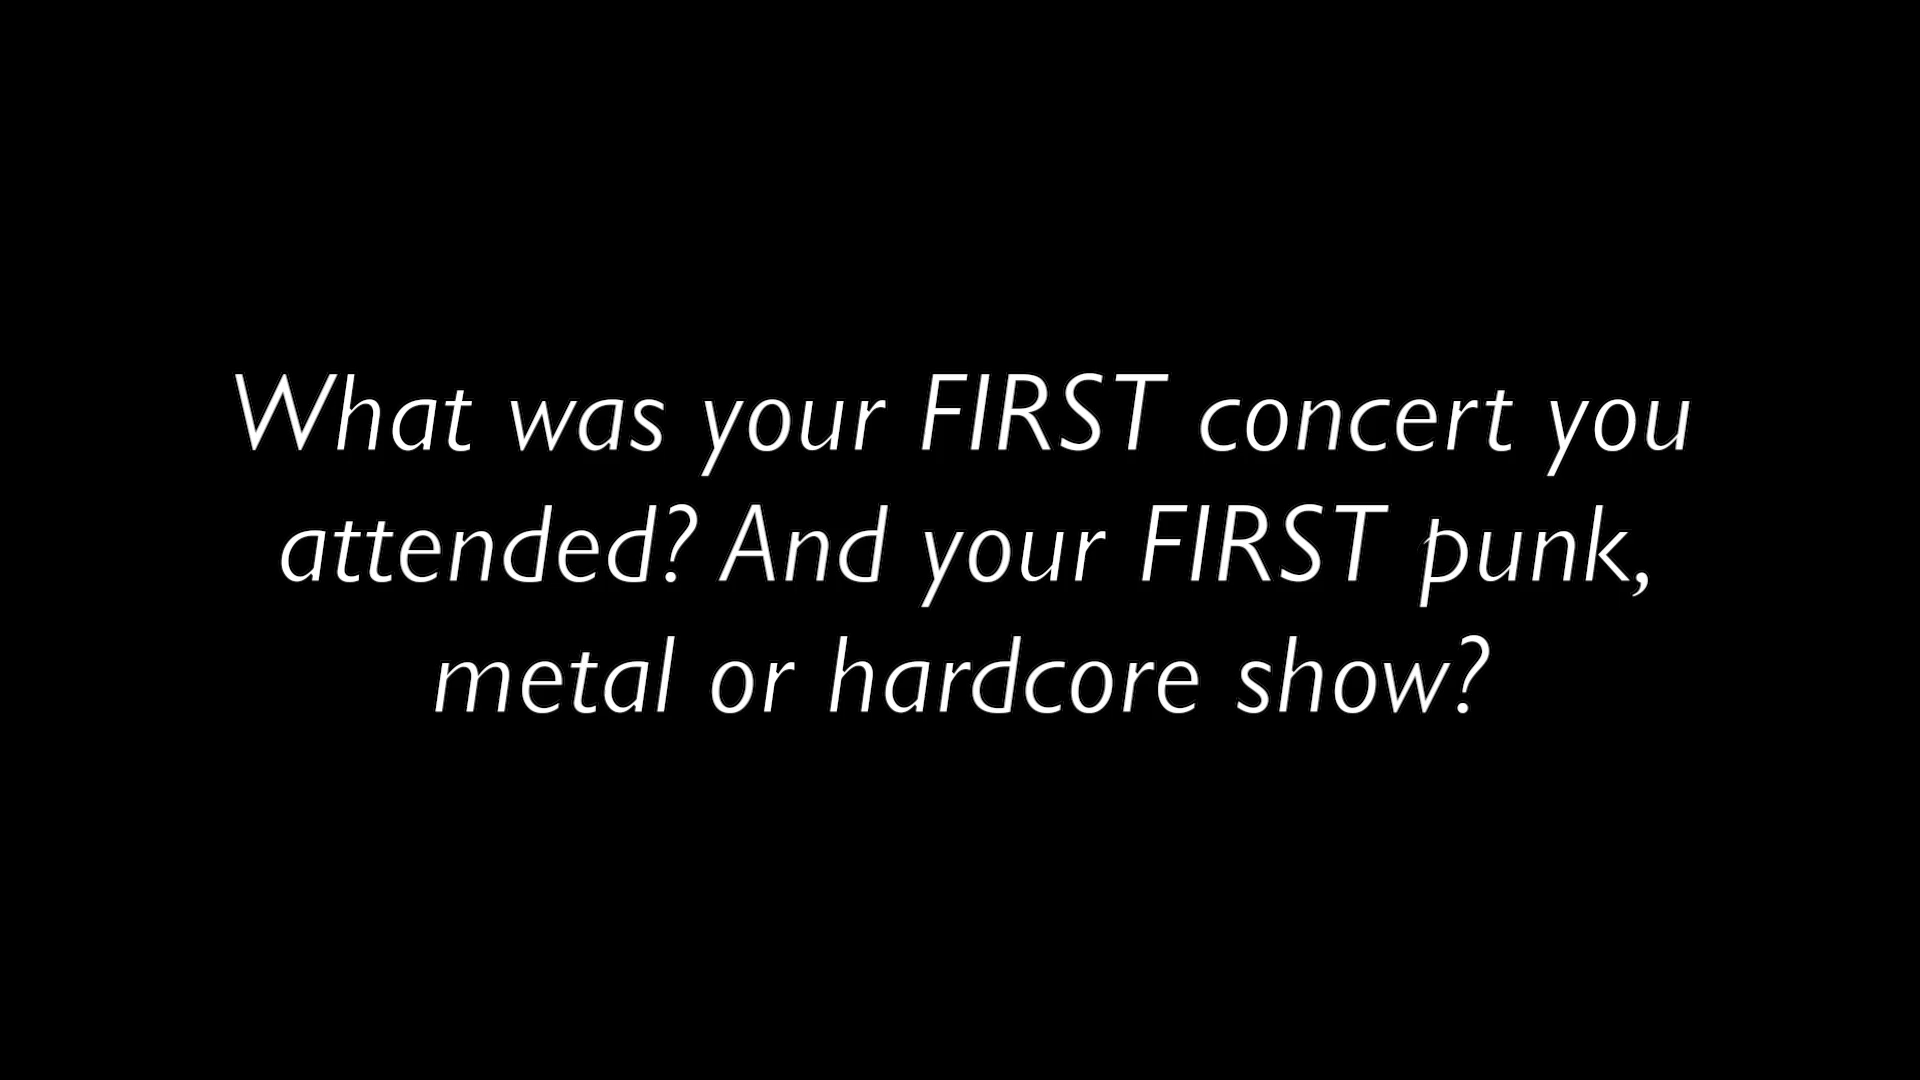 What was your FIRST concert you
attended? And your FIRST punk,
metal or hardcore show?